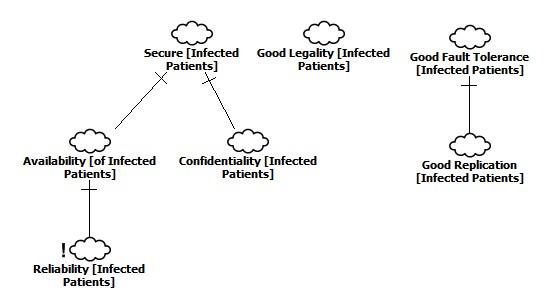 Secure [Infected
Patients]
Good Legality [Infected
Patients]
Good Fault Tolerance
[Infected Patients]
Availability [of Infected
Patients]
Confidentiality [Infected
Patients]
Good Replication
[Infected Patients]
!
Reliability [Infected
Patients]